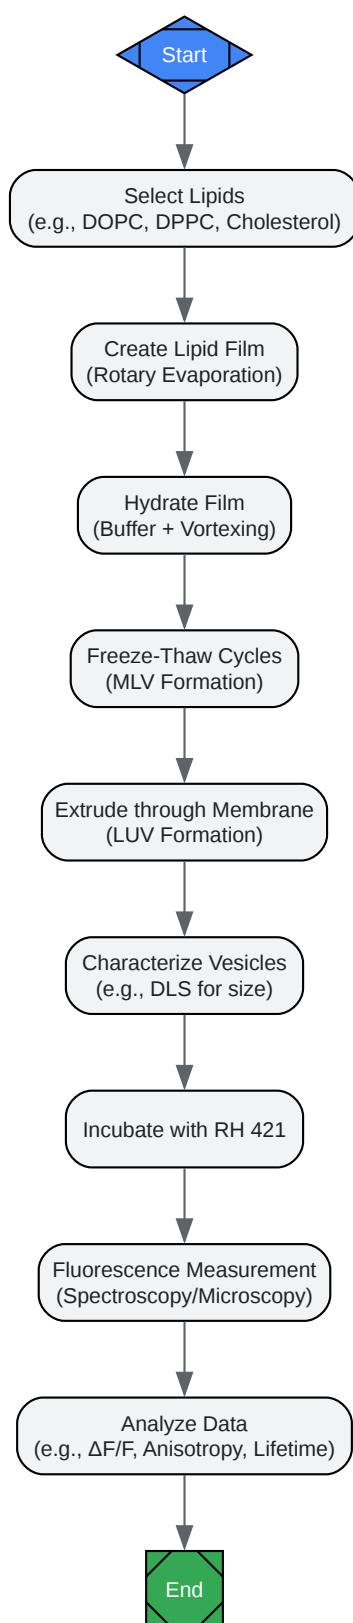 Start
Select Lipids
(e.g., DOPC, DPPC, Cholesterol)
Create Lipid Film
(Rotary Evaporation)
Hydrate Film
(Buffer + Vortexing)
Freeze-Thaw Cycles
(MLV Formation)
Extrude through Membrane
(LUV Formation)
Characterize Vesicles
(e.g., DLS for size)
Incubate with RH 421
Fluorescence Measurement
(Spectroscopy/Microscopy)
Analyze Data
(e.g., ΔF/F, Anisotropy, Lifetime)
End